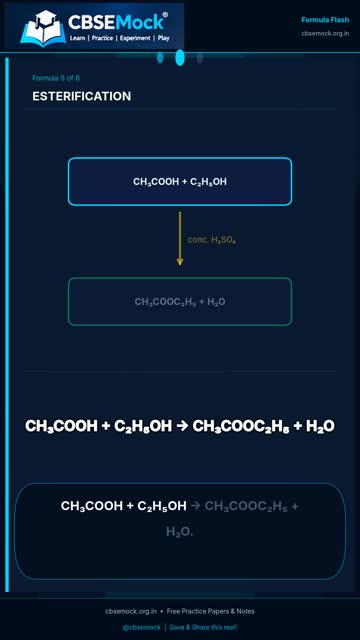 CBSEMock®
Learn | Practice | Experiment | Play
Formula Flash
cbsemock.org.in
Formula 5 of 6
ESTERIFICATION
CH₃COOH + C₂H₅OH
conc. H₂SO₄
CH₃COOC₂H₅ + H₂O
CH₃COOH + C₂H₅OH → CH₃COOC₂H₅ + H₂O
CH₃COOH + C₂H₅OH → CH₃COOC₂H₅ +
H₂O.
cbsemock.org.in • Free Practice Papers & Notes
@cbsemock | Save & Share this reel!